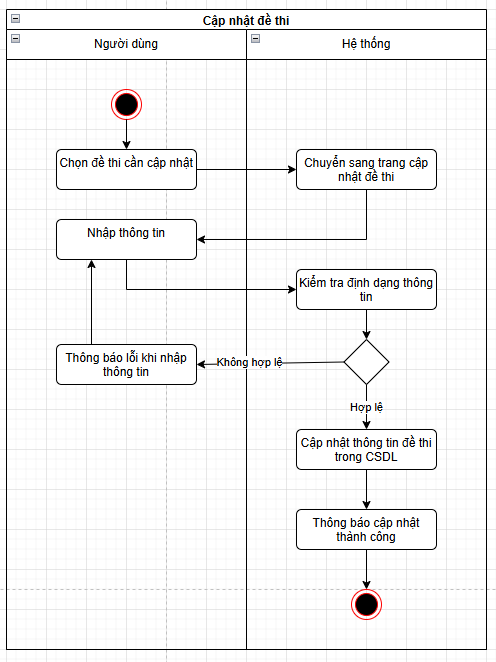 Cập nhật đề thi
Người dùng
Hệ thống
Chọn đề thi cần cập nhật
Chuyển sang trang cập
nhật đề thi
Nhập thông tin
Kiểm tra định dạng thông
tin
Thông báo lỗi khi nhập
thông tin
Không hợp lệ
Hợp lệ
Cập nhật thông tin đề thi
trong CSDL
Thông báo cập nhật
thành công